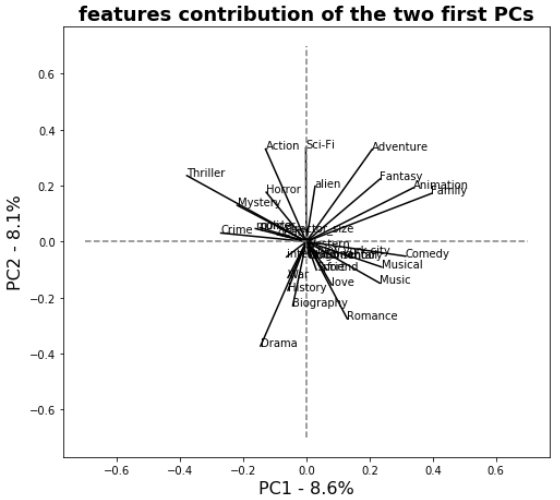 features contribution of the two first PCs
PC2 - 8.1%
0.6
0.4
0.2
0.0
−0.2
−0.4
−0.6
Action
Sci-Fi
Adventure
Thriller
Fantasy
alien
Animation
Horror
Family
Mystery
Crime
Comedy
Musical
War
love
Music
History
Biography
Romance
Drama
−0.6
−0.4
−0.2
0.0
0.2
0.4
0.6
PC1 - 8.6%